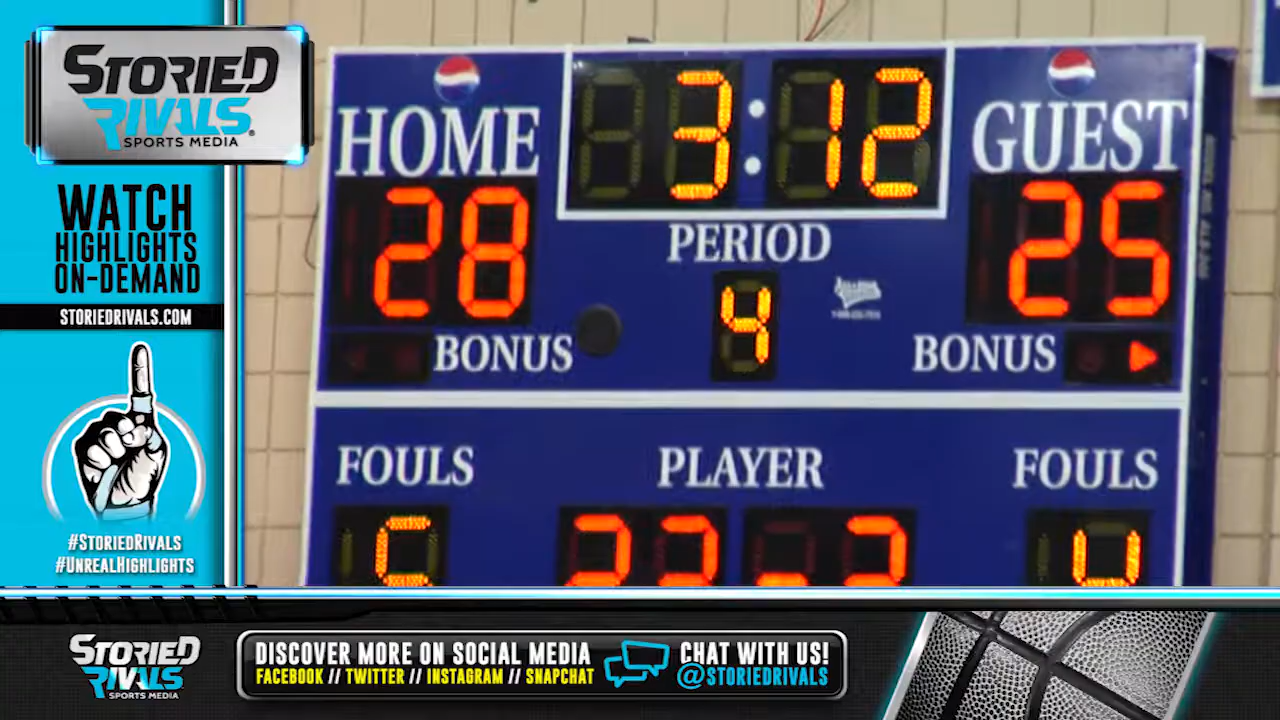 STORIED
RIVALS®
SPORTS MEDIA
WATCH
HIGHLIGHTS
ON-DEMAND
STORIEDRIVALS.COM
#STORIEDRIVALS
#UNREALHIGHLIGHTS
HOME 3:12 GUEST
28 25
PERIOD
4
BONUS BONUS
FOULS PLAYER FOULS
STORIED
RIVALS
SPORTS MEDIA
DISCOVER MORE ON SOCIAL MEDIA
FACEBOOK // TWITTER // INSTAGRAM // SNAPCHAT
CHAT WITH US!
@STORIEDRIVALS